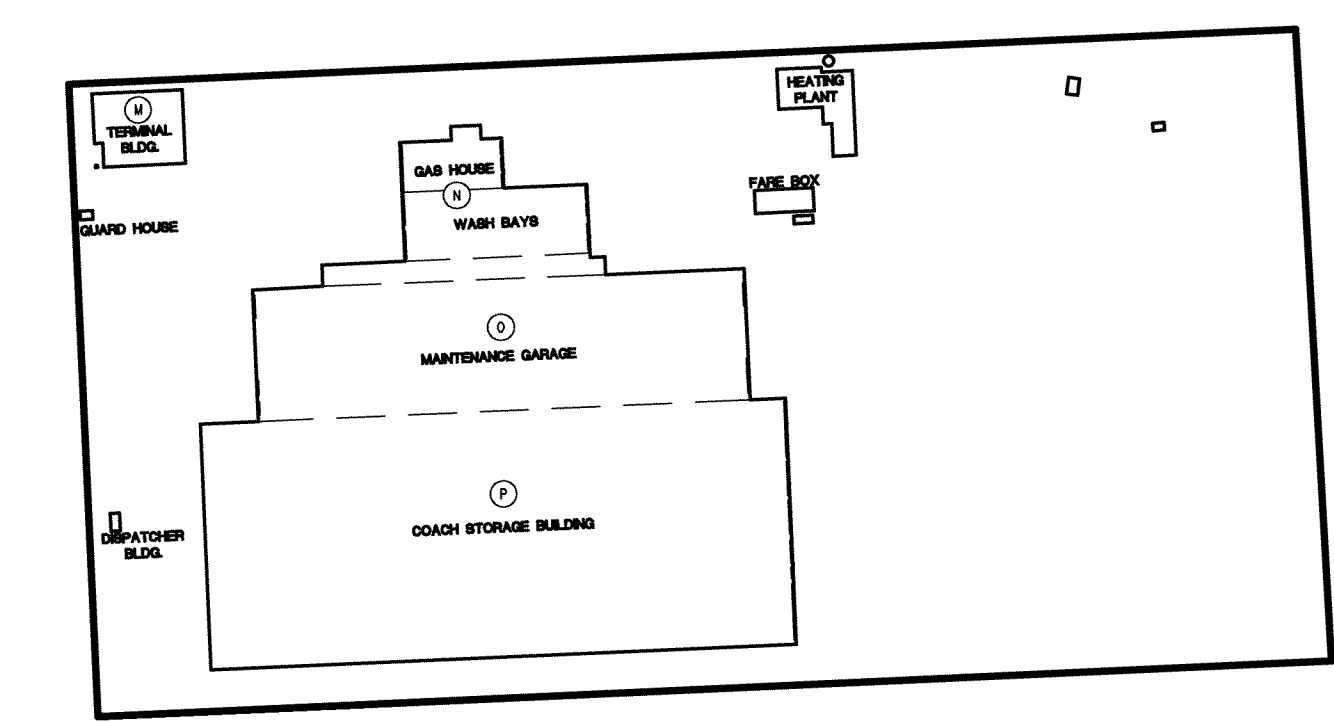 HEATING
PLANT
M
TERMINAL
BLDG.
GAS HOUSE
N
WASH BAYS
FARE BOX
GUARD HOUSE
O
MAINTENANCE GARAGE
P
COACH STORAGE BUILDING
DISPATCHER
BLDG.